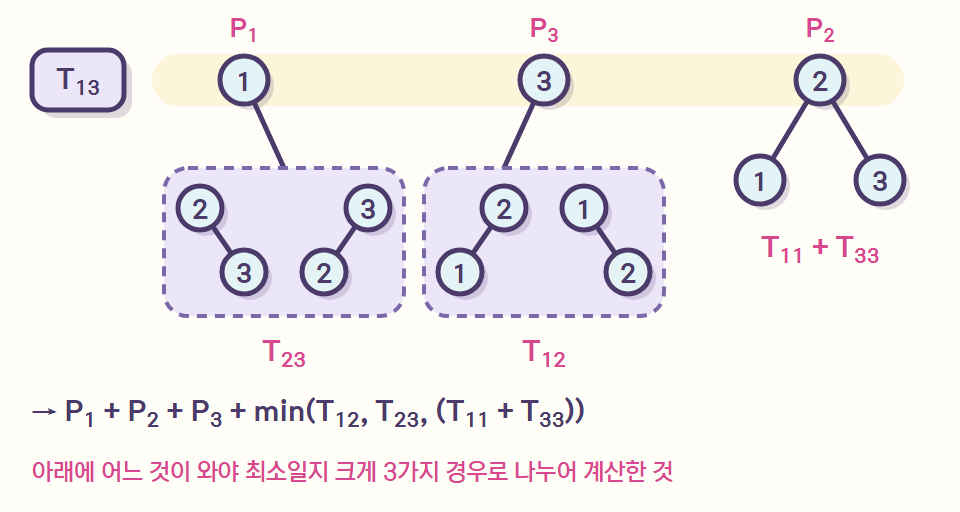 P₁ P₃ P₂
T₁₃ 1 3 2
2 3 2 1 1 3
3 2 1 2
T₁₁ + T₃₃
T₂₃ T₁₂
→ P₁ + P₂ + P₃ + min(T₁₂, T₂₃, (T₁₁ + T₃₃))
아래에 어느 것이 와야 최소일지 크게 3가지 경우로 나누어 계산한 것